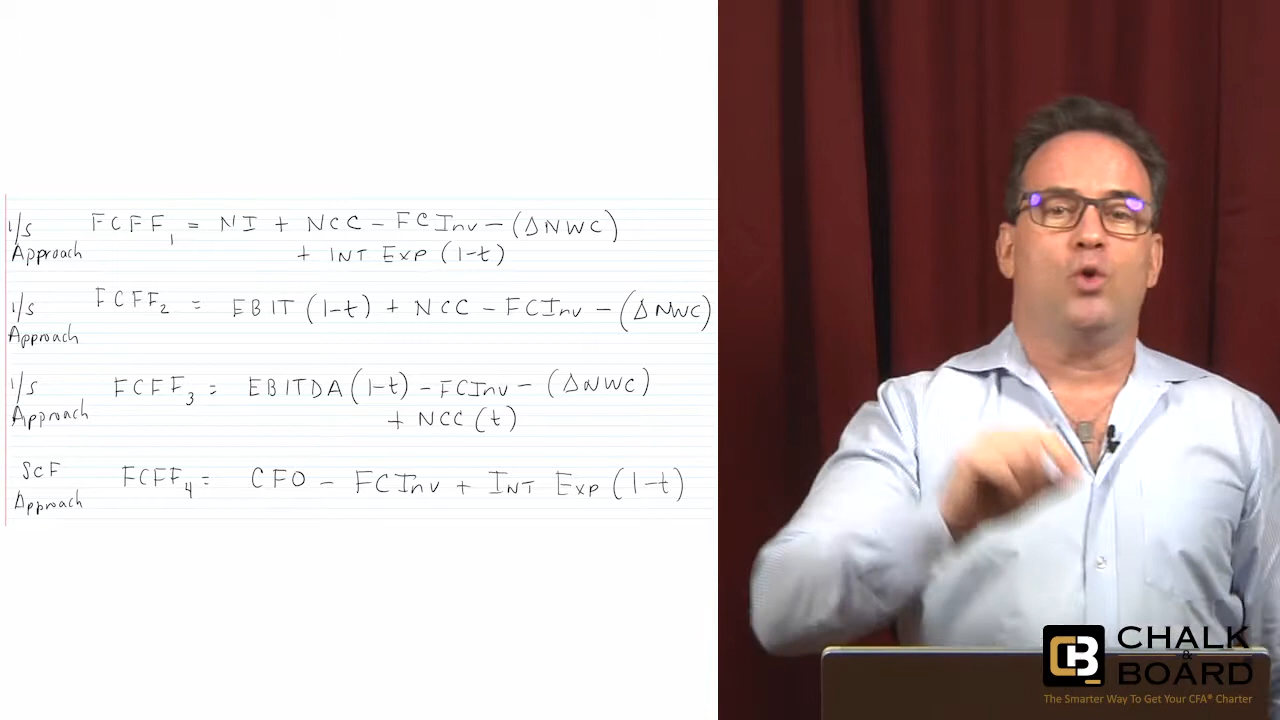 I/S Approach FCFF1 = NI + NCC - FCInv - (ΔNWC)
+ INT EXP (1-t)
I/S Approach FCFF2 = EBIT (1-t) + NCC - FCInv - (ΔNWC)
I/S Approach FCFF3 = EBITDA (1-t) - FCInv - (ΔNWC)
+ NCC (t)
SCF Approach FCFF4 = CFO - FCInv + INT Exp (1-t)
CB
CHALK
&
BOARD
The Smarter Way To Get Your CFA® Charter